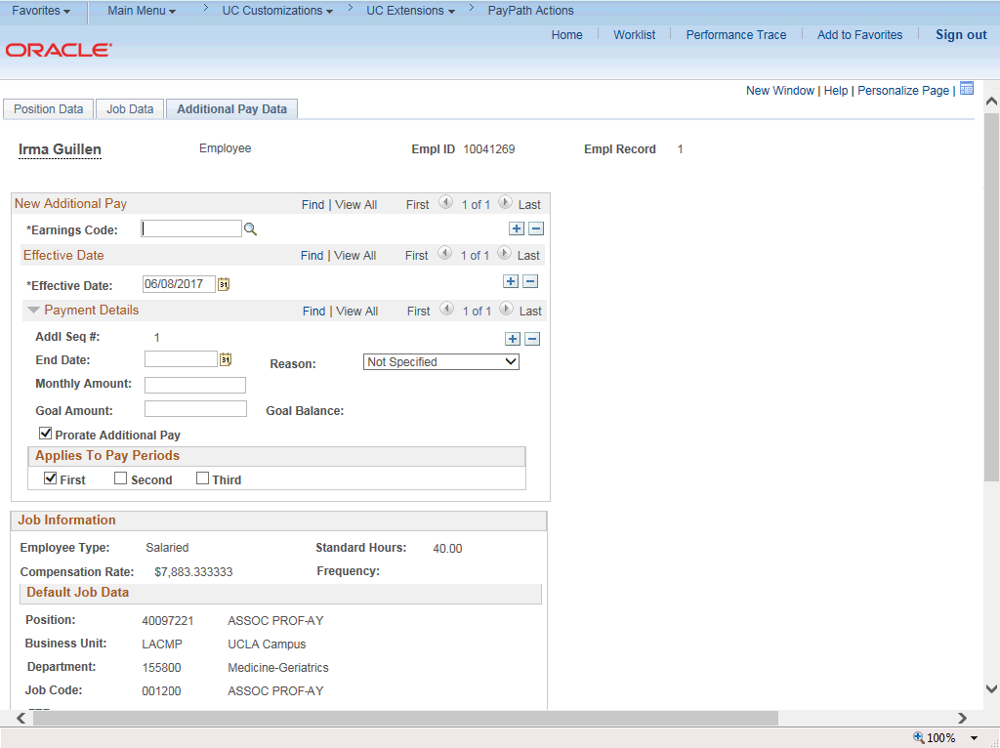 Favorites Main Menu > UC Customizations > UC Extensions > PayPath Actions
Home Worklist Performance Trace Add to Favorites Sign out
ORACLE
New Window | Help | Personalize Page |
Position Data Job Data Additional Pay Data
Irma Guillen Employee Empl ID 10041269 Empl Record 1
New Additional Pay Find | View All First 1 of 1 Last
*Earnings Code:
Effective Date Find | View All First 1 of 1 Last
*Effective Date: 06/08/2017 31
Payment Details Find | View All First 1 of 1 Last
Addl Seq #: 1
End Date: 31 Reason: Not Specified
Monthly Amount:
Goal Amount: Goal Balance:
Prorate Additional Pay
Applies To Pay Periods
First Second Third
Job Information
Employee Type: Salaried Standard Hours: 40.00
Compensation Rate: $7,883.333333 Frequency:
Default Job Data
Position: 40097221 ASSOC PROF-AY
Business Unit: LACMP UCLA Campus
Department: 155800 Medicine-Geriatrics
Job Code: 001200 ASSOC PROF-AY
100%